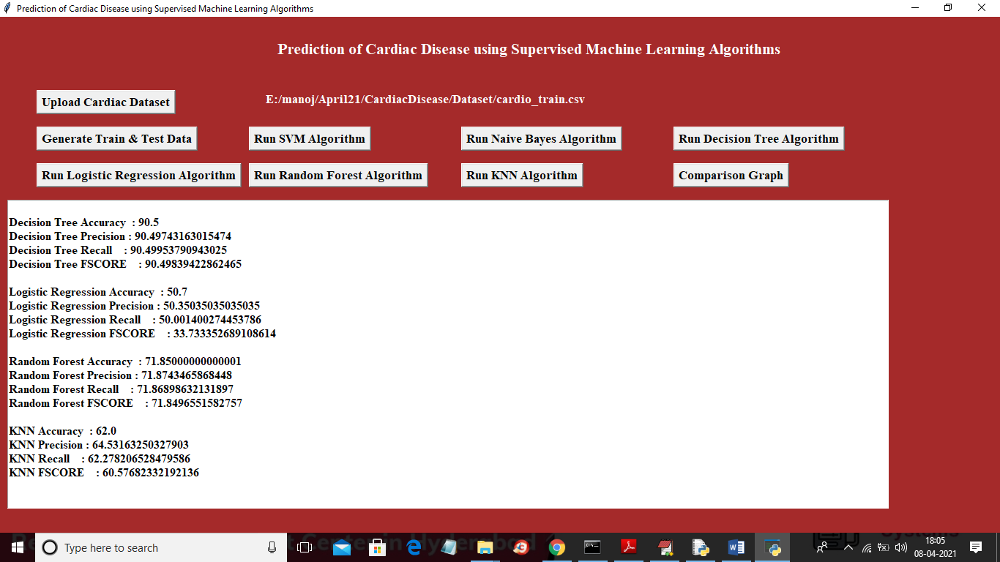 Prediction of Cardiac Disease using Supervised Machine Learning Algorithms
Prediction of Cardiac Disease using Supervised Machine Learning Algorithms
Upload Cardiac Dataset
E:/manoj/April21/CardiacDisease/Dataset/cardio_train.csv
Generate Train & Test Data
Run SVM Algorithm
Run Naive Bayes Algorithm
Run Decision Tree Algorithm
Run Logistic Regression Algorithm
Run Random Forest Algorithm
Run KNN Algorithm
Comparison Graph
Decision Tree Accuracy : 90.5
Decision Tree Precision : 90.49743163015474
Decision Tree Recall : 90.49953790943025
Decision Tree FSCORE : 90.49839422862465
Logistic Regression Accuracy : 50.7
Logistic Regression Precision : 50.35035035035035
Logistic Regression Recall : 50.001400274453786
Logistic Regression FSCORE : 33.733352689108614
Random Forest Accuracy : 71.85000000000001
Random Forest Precision : 71.8743465868448
Random Forest Recall : 71.86898632131897
Random Forest FSCORE : 71.8496551582757
KNN Accuracy : 62.0
KNN Precision : 64.53163250327903
KNN Recall : 62.278206528479586
KNN FSCORE : 60.57682332192136
Type here to search
18:05
08-04-2021